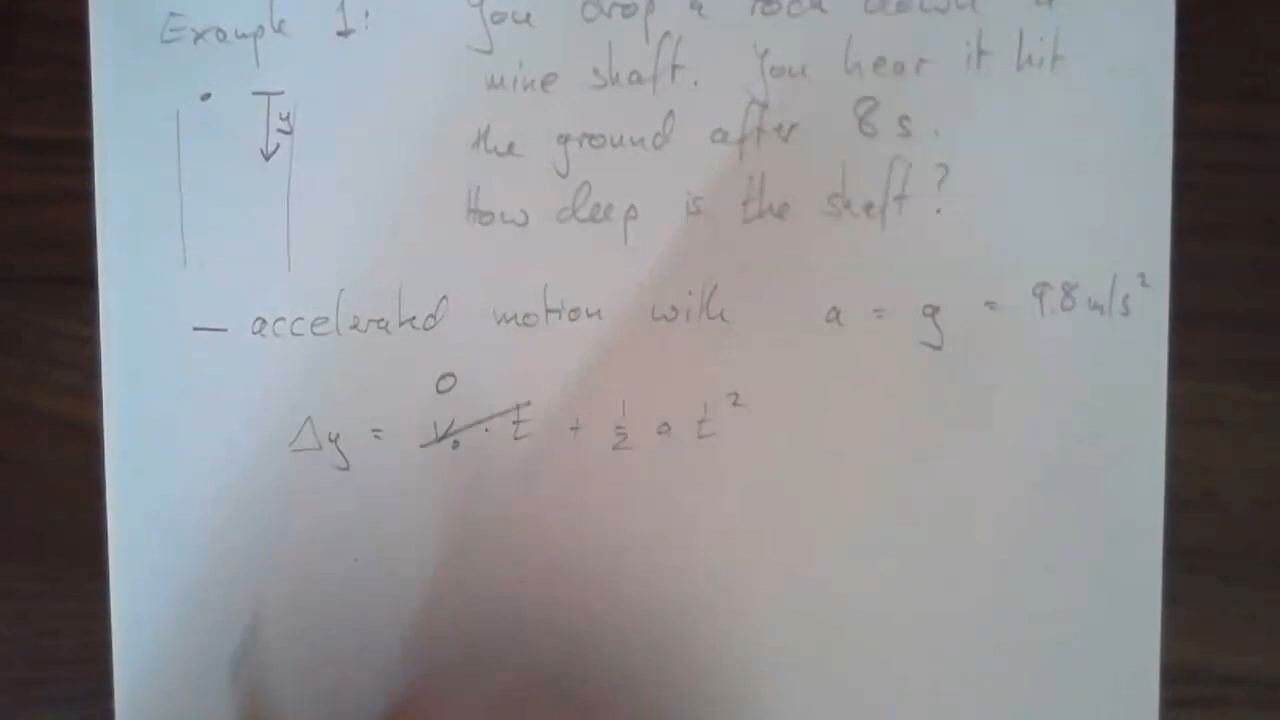 Example 1: You drop a rock down a
mine shaft. You hear it hit
y
the ground after 8 s.
How deep is the shaft?
– accelerated motion with a = g = 9.8 m/s²
0
Δy = v₀ · t + ½ a t²